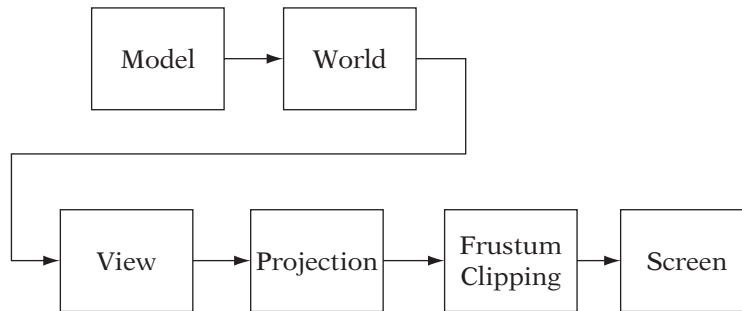 Model
World
View
Projection
Frustum
Clipping
Screen